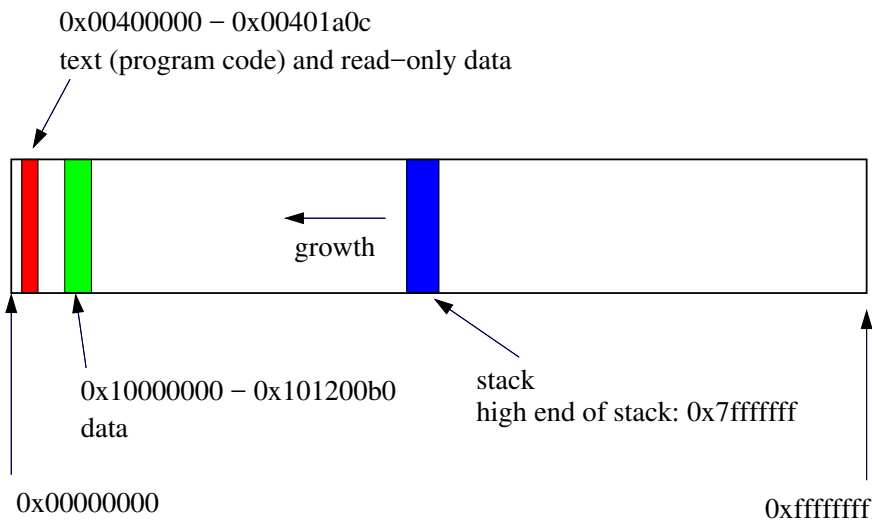 0x00400000 − 0x00401a0c
text (program code) and read−only data
growth
0x10000000 − 0x101200b0
data
stack
high end of stack: 0x7fffffff
0x00000000
0xffffffff